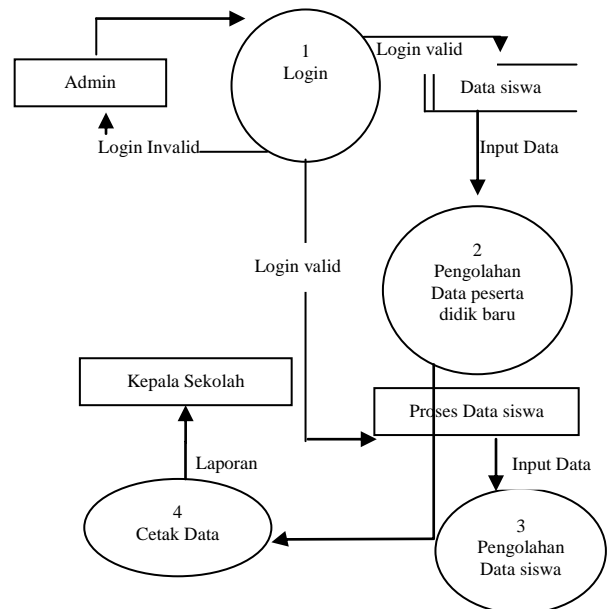 1
Login
Login valid
Admin
Data siswa
Login Invalid
Input Data
2
Pengolahan
Data peserta
didik baru
Login valid
Kepala Sekolah
Proses Data siswa
Laporan
Input Data
4
Cetak Data
3
Pengolahan
Data siswa